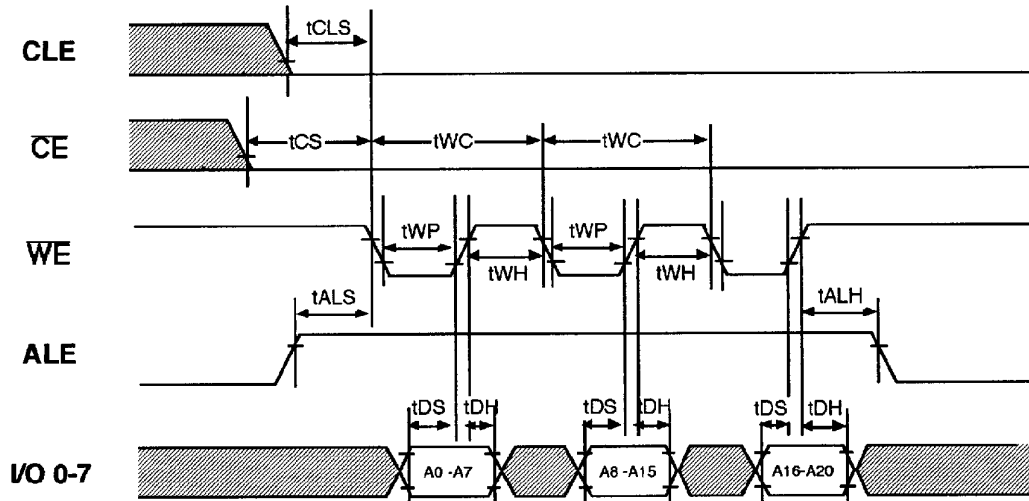 tCLS
CLE
CE
tCS
tWC
tWC
WE
tWP
tWP
tWH
tWH
tALS
tALH
ALE
tDS
tDH
tDS
tDH
tDS
tDH
I/O 0-7
A0 -A7
A8 -A15
A16-A20